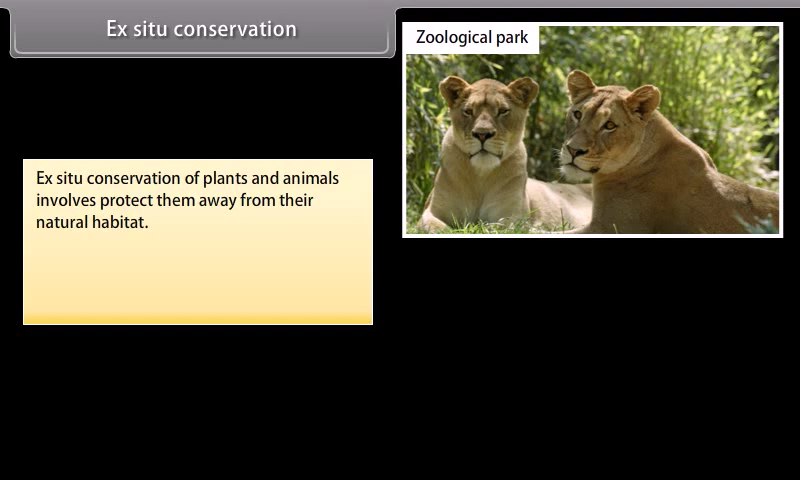 Ex situ conservation
Zoological park
Ex situ conservation of plants and animals
involves protect them away from their
natural habitat.